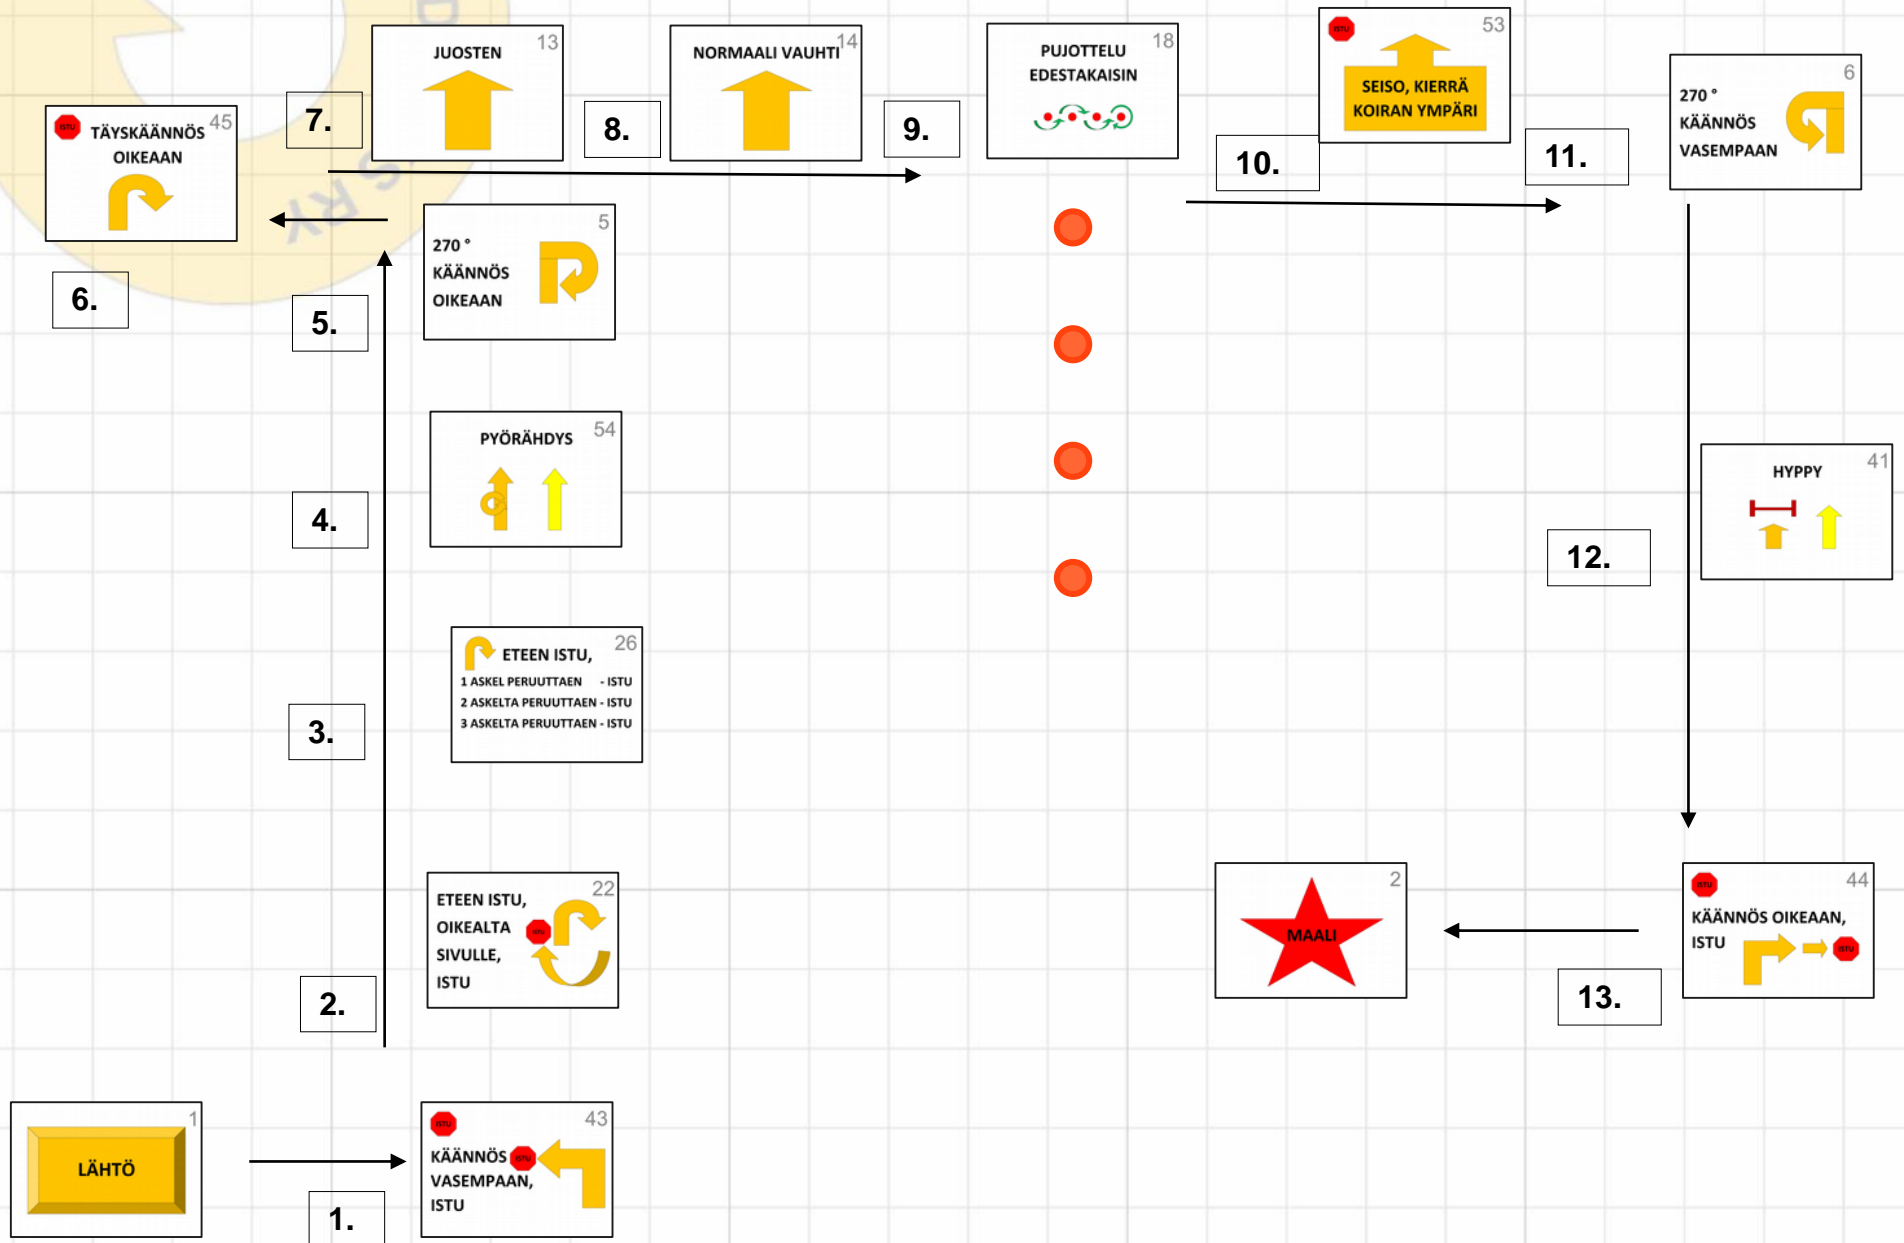 JUOSTEN
13
NORMAALI VAUHTI
14
PUJOTTELU
EDESTAKAISIN
18
ISTU
53
SEISO, KIERRÄ
KOIRAN YMPÄRI
270 °
KÄÄNNÖS
VASEMPAAN
6
ISTU
TÄYSKÄÄNNÖS
OIKEAAN
45
7.
8.
9.
10.
11.
SRY
6.
5.
270 °
KÄÄNNÖS
OIKEAAN
5
PYÖRÄHDYS
54
4.
HYPPY
41
12.
ETEEN ISTU,
26
1 ASKEL PERUUTTAEN - ISTU
2 ASKELTA PERUUTTAEN - ISTU
3 ASKELTA PERUUTTAEN - ISTU
3.
ETEEN ISTU,
OIKEALTA
SIVULLE,
ISTU
22
ISTU
2.
MAALI
2
ISTU
44
KÄÄNNÖS OIKEAAN,
ISTU
ISTU
13.
LÄHTÖ
1
1.
ISTU
43
KÄÄNNÖS ISTU
VASEMPAAN,
ISTU